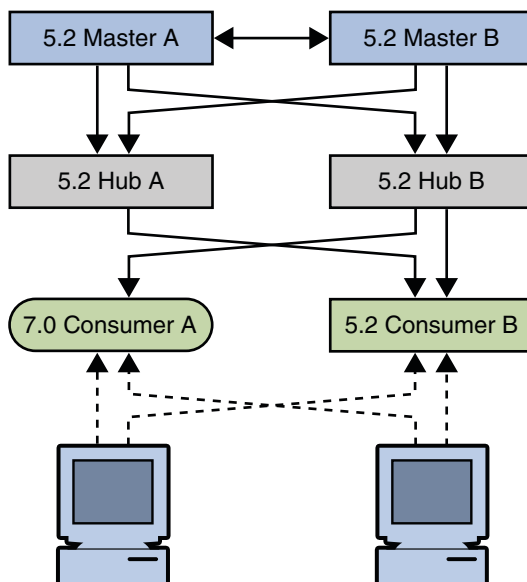 5.2 Master A
5.2 Master B
5.2 Hub A
5.2 Hub B
7.0 Consumer A
5.2 Consumer B